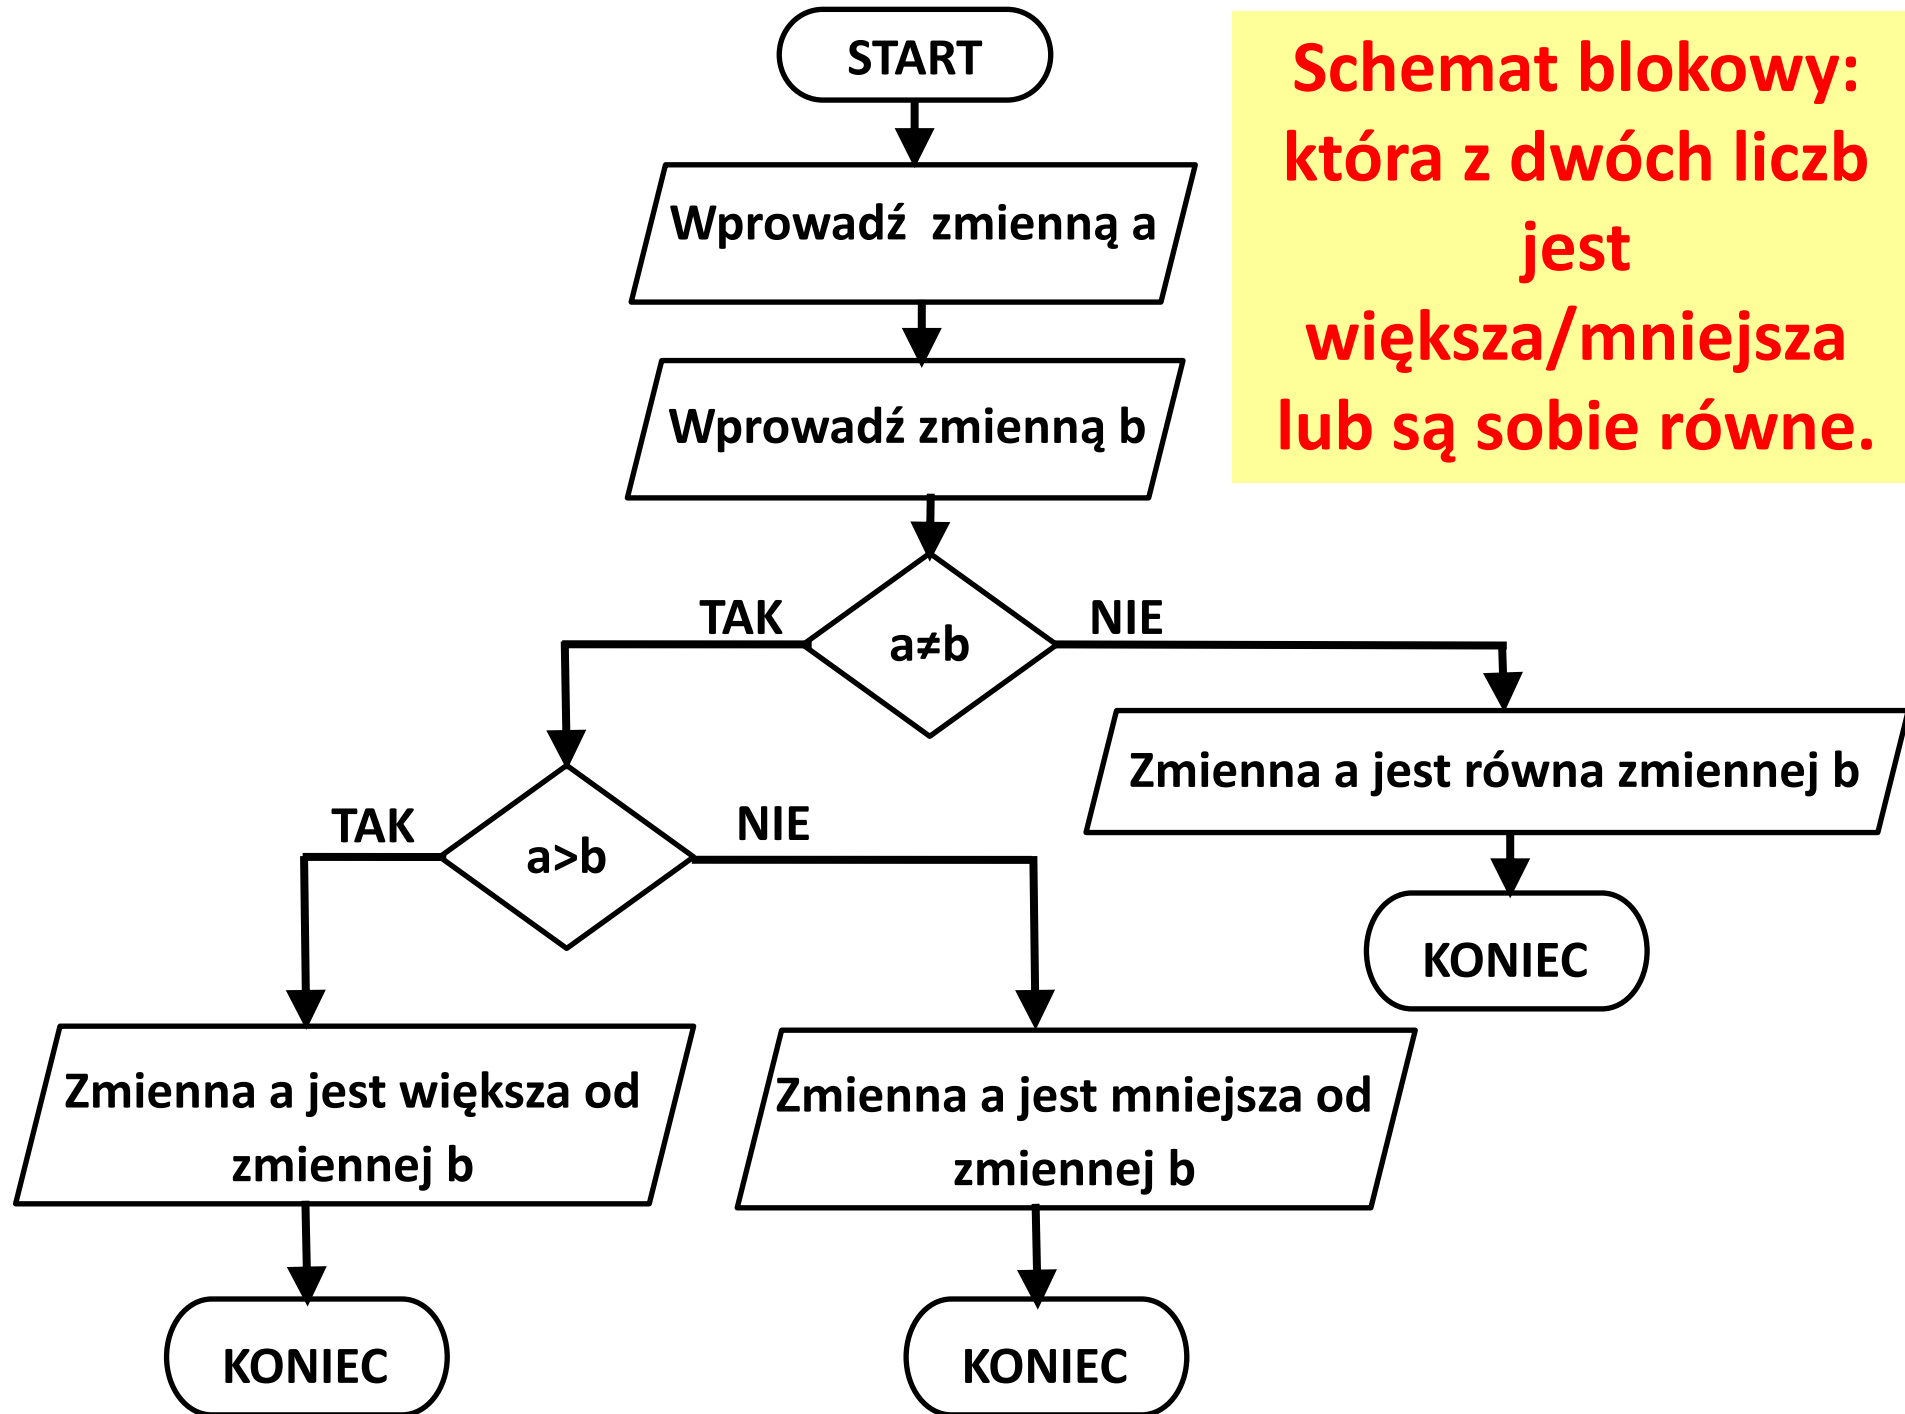 START
Schemat blokowy:
która z dwóch liczb
jest
większa/mniejsza
lub są sobie równe.
Wprowadź zmienną a
Wprowadź zmienną b
TAK
a≠b
NIE
Zmienna a jest równa zmiennej b
TAK
a>b
NIE
KONIEC
Zmienna a jest większa od
zmiennej b
Zmienna a jest mniejsza od
zmiennej b
KONIEC
KONIEC